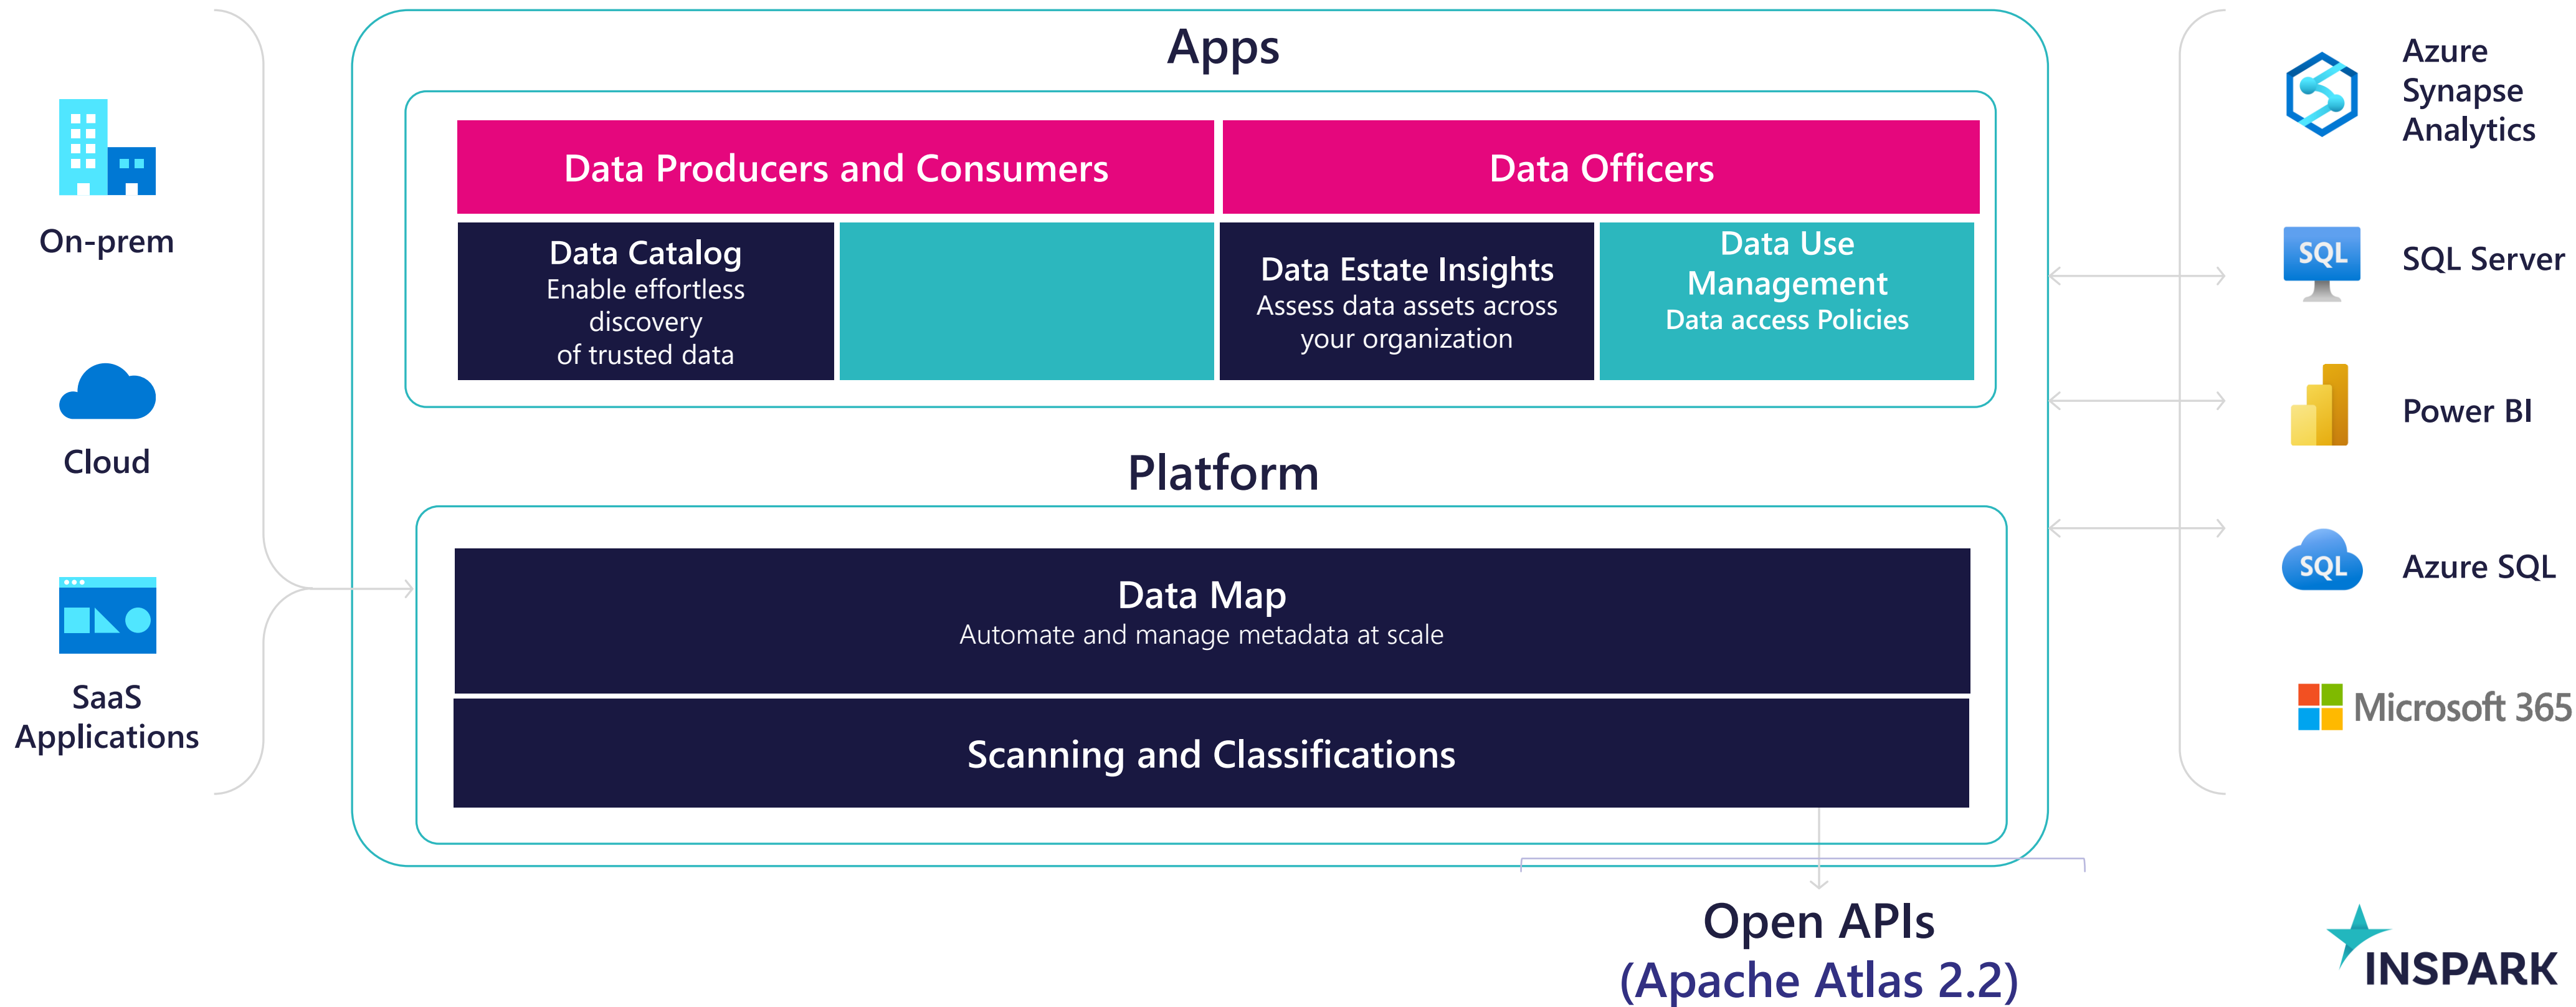 Apps
On-prem
Cloud
SaaS
Applications
Data Producers and Consumers
Data Officers
Data Catalog
Enable effortless
discovery
of trusted data
Data Estate Insights
Assess data assets across
your organization
Data Use
Management
Data access Policies
Platform
Data Map
Automate and manage metadata at scale
Scanning and Classifications
Open APIs
(Apache Atlas 2.2)
Azure
Synapse
Analytics
SQL
SQL Server
Power BI
SQL
Azure SQL
Microsoft 365
INSPARK